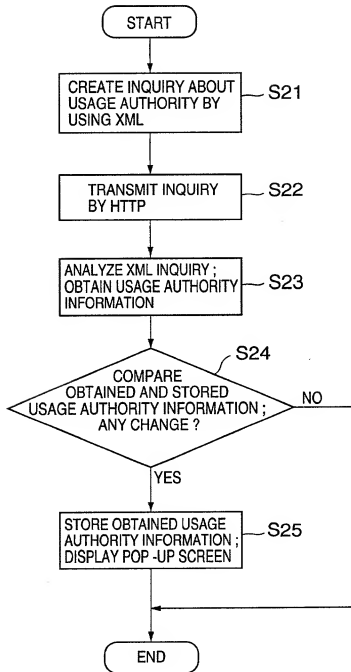 START
CREATE INQUIRY ABOUT
USAGE AUTHORITY BY
USING XML
S21
TRANSMIT INQUIRY
BY HTTP
S22
ANALYZE XML INQUIRY ;
OBTAIN USAGE AUTHORITY
INFORMATION
S23
S24
COMPARE
OBTAINED AND STORED
USAGE AUTHORITY INFORMATION ;
ANY CHANGE ?
NO
YES
STORE OBTAINED USAGE
AUTHORITY INFORMATION ;
DISPLAY POP -UP SCREEN
S25
END